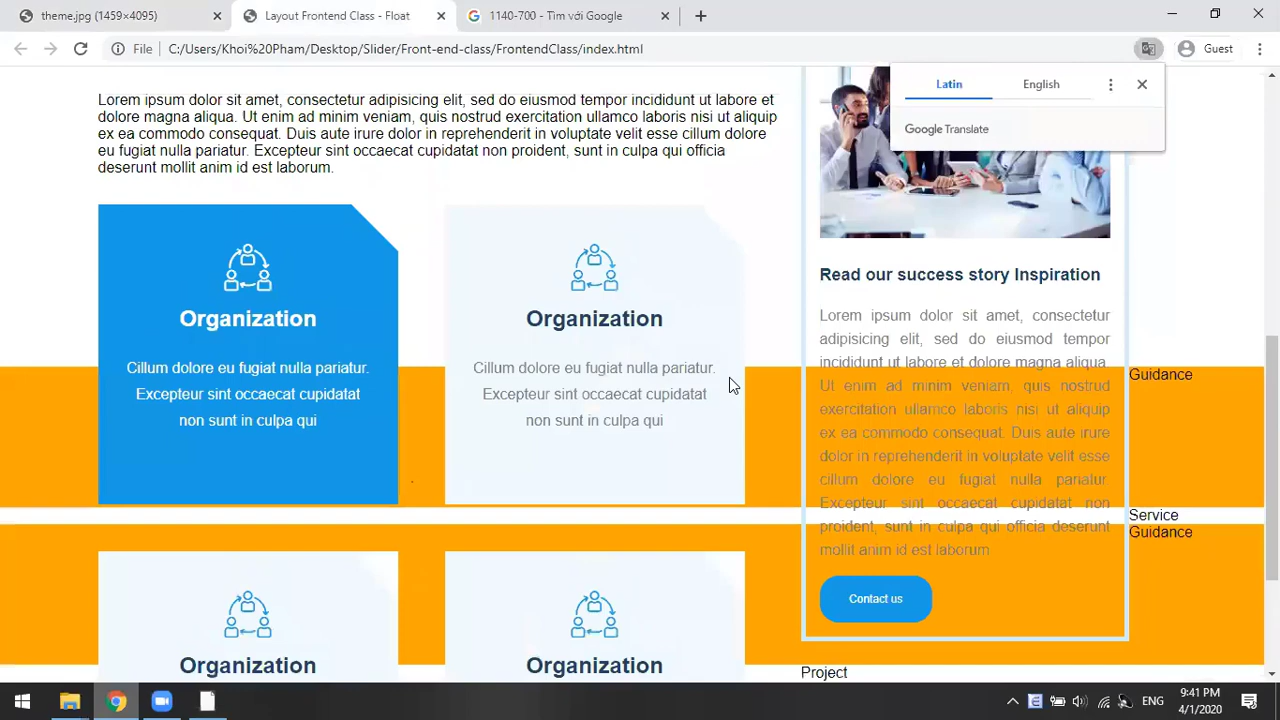 theme.jpg (1459×4095)
Layout Frontend Class - Float
1140-700 - Tìm với Google
File
C:/Users/Khoi%20Pham/Desktop/Slider/Front-end-class/FrontendClass/index.html
Guest
Latin
English
Google Translate
Lorem ipsum dolor sit amet, consectetur adipiscing elit, sed do eiusmod tempor incididunt ut labore et
dolore magna aliqua. Ut enim ad minim veniam, quis nostrud exercitation ullamco laboris nisi ut aliquip
ex ea commodo consequat. Duis aute irure dolor in reprehenderit in voluptate velit esse cillum dolore
eu fugiat nulla pariatur. Excepteur sint occaecat cupidatat non proident, sunt in culpa qui officia
deserunt mollit anim id est laborum.
Organization
Cillum dolore eu fugiat nulla pariatur.
Excepteur sint occaecat cupidatat
non sunt in culpa qui
Organization
Cillum dolore eu fugiat nulla pariatur.
Excepteur sint occaecat cupidatat
non sunt in culpa qui
Organization
Organization
Read our success story Inspiration
Lorem ipsum dolor sit amet, consectetur
adipisicing elit, sed do eiusmod tempor
incididunt ut labore et dolore magna aliqua.
Ut enim ad minim veniam, quis nostrud
exercitation ullamco laboris nisi ut aliquip
ex ea commodo consequat. Duis aute irure
dolor in reprehenderit in voluptate velit esse
cillum dolore eu fugiat nulla pariatur.
Excepteur sint occaecat cupidatat non
proident, sunt in culpa qui officia deserunt
mollit anim id est laborum
Contact us
Guidance
Service
Guidance
Project
ENG
9:41 PM
4/1/2020